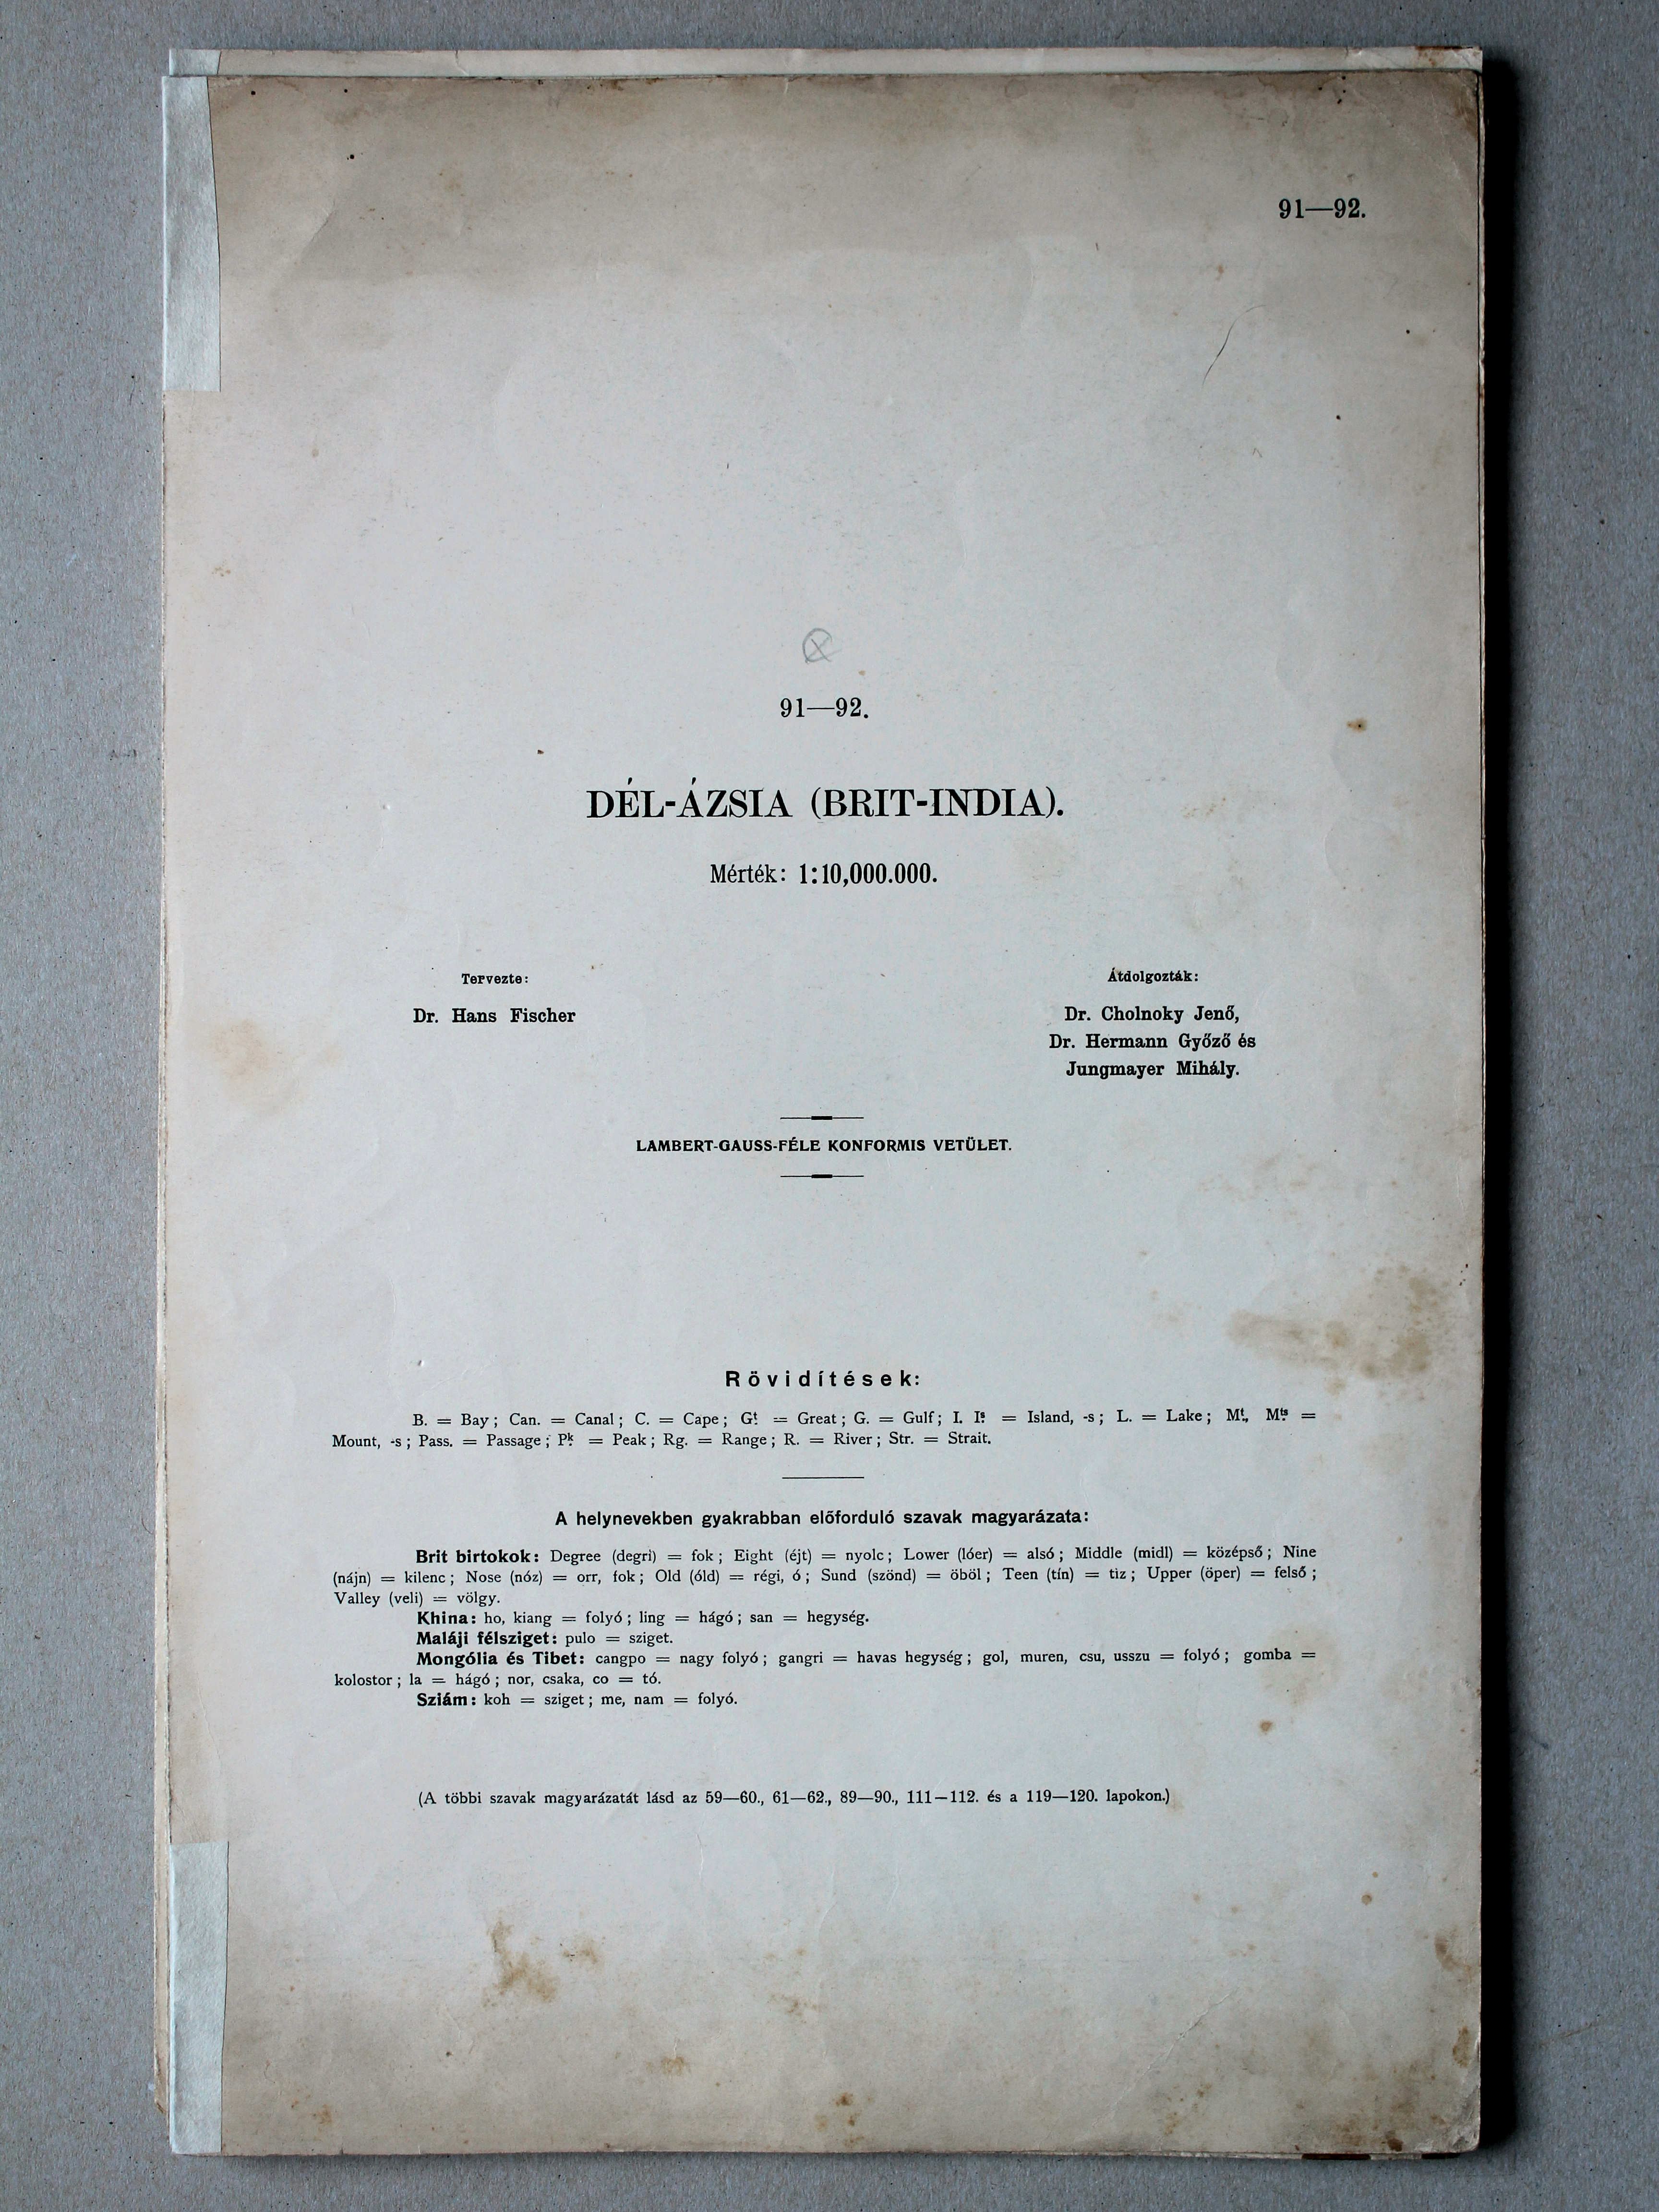 91—92.
91—92.
DÉL-ÁZSIA (BRIT-INDIA).
Mérték: 1:10,000.000.
Tervezte:
Dr. Hans Fischer
Átdolgozták:
Dr. Cholnoky Jenő,
Dr. Hermann Győző és
Jungmayer Mihály.
LAMBERT-GAUSS-FÉLE KONFORMIS VETÜLET.
Rövidítések:
B. = Bay; Can. = Canal; C. = Cape; Gt. = Great; G. = Gulf; I. Is. = Island, -s; L. = Lake; Mt., Mts. =
Mount, -s; Pass. = Passage; Pk. = Peak; Rg. = Range; R. = River; Str. = Strait.
A helynevekben gyakrabban előforduló szavak magyarázata:
Brit birtokok: Degree (degri) = fok; Eight (éjt) = nyolc; Lower (lóer) = alsó; Middle (midl) = középső; Nine
(nájn) = kilenc; Nose (nóz) = orr, fok; Old (óld) = régi, ó; Sund (szönd) = öböl; Teen (tín) = tiz; Upper (öper) = felső;
Valley (veli) = völgy.
Khina: ho, kiang = folyó; ling = hágó; san = hegység.
Maláji félsziget: pulo = sziget.
Mongólia és Tibet: cangpo = nagy folyó; gangri = havas hegység; gol, muren, csu, usszu = folyó; gomba =
kolostor; la = hágó; nor, csaka, co = tó.
Sziám: koh = sziget; me, nam = folyó.
(A többi szavak magyarázatát lásd az 59—60., 61—62., 89—90., 111—112. és a 119—120. lapokon.)